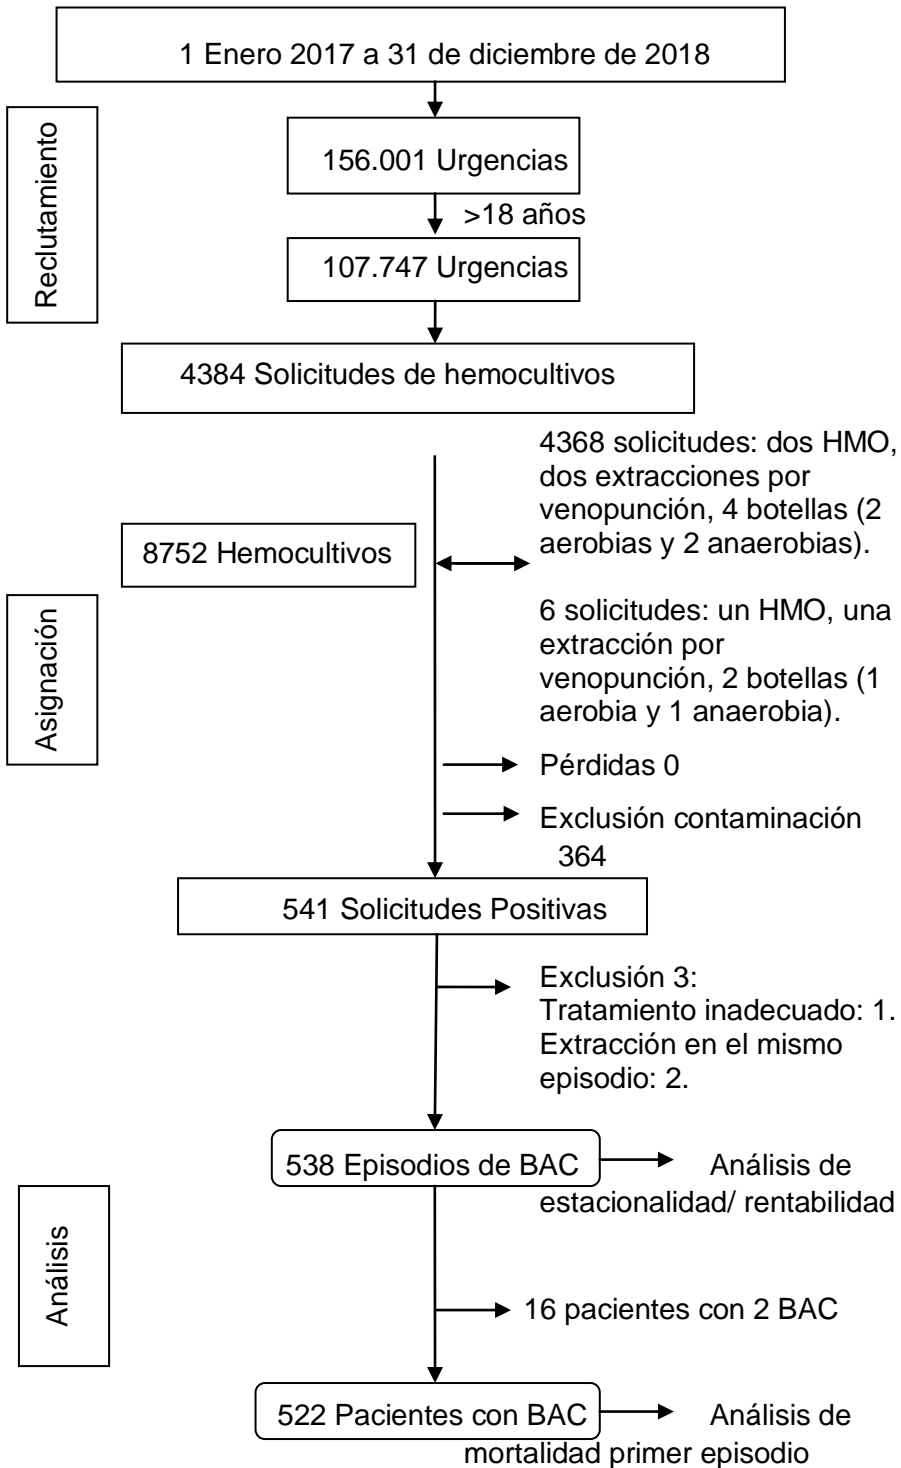 1 Enero 2017 a 31 de diciembre de 2018
Reclutamiento
156.001 Urgencias
>18 años
107.747 Urgencias
4384 Solicitudes de hemocultivos
4368 solicitudes: dos HMO,
dos extracciones por
venopunción, 4 botellas (2
aerobias y 2 anaerobias).
8752 Hemocultivos
Asignación
6 solicitudes: un HMO, una
extracción por
venopunción, 2 botellas (1
aerobia y 1 anaerobia).
Pérdidas 0
Exclusión contaminación
364
541 Solicitudes Positivas
Exclusión 3:
Tratamiento inadecuado: 1.
Extracción en el mismo
episodio: 2.
538 Episodios de BAC
Análisis de
estacionalidad/ rentabilidad
Análisis
16 pacientes con 2 BAC
522 Pacientes con BAC
Análisis de
mortalidad primer episodio